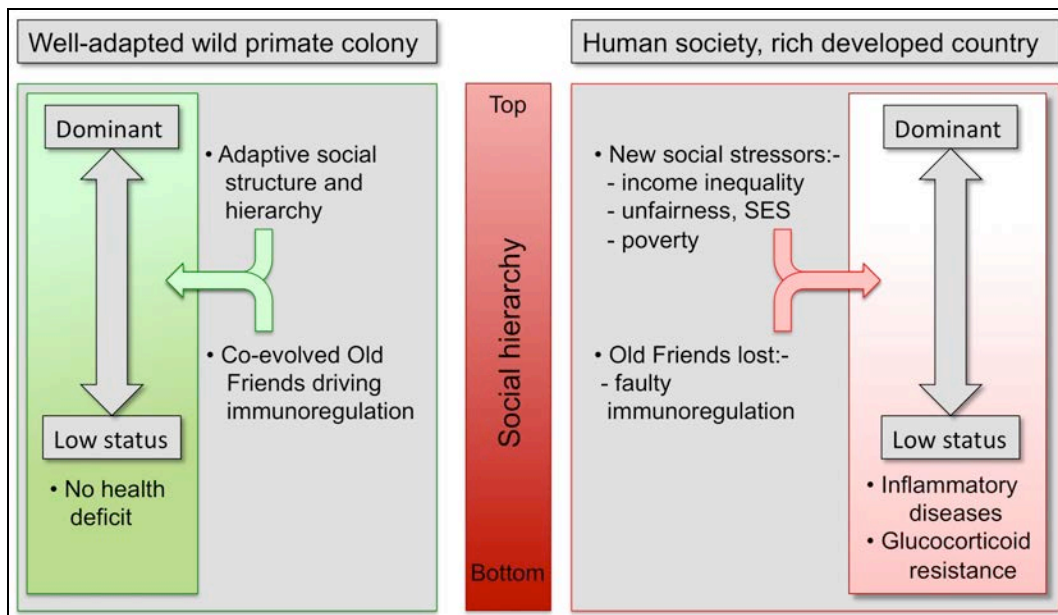 Well-adapted wild primate colony
Dominant
• Adaptive social
structure and
hierarchy
• Co-evolved Old
Friends driving
immunoregulation
Low status
• No health
deficit
Top
Social hierarchy
Bottom
Human society, rich developed country
• New social stressors:-
- income inequality
- unfairness, SES
- poverty
• Old Friends lost:-
- faulty
immunoregulation
Dominant
Low status
• Inflammatory
diseases
• Glucocorticoid
resistance